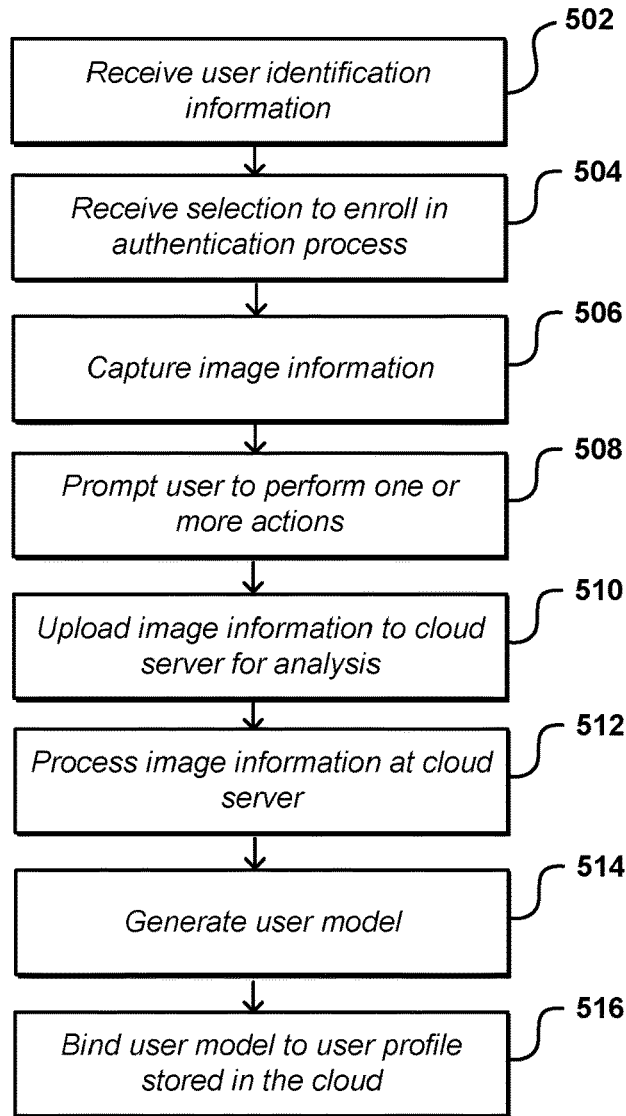 502
Receive user identification
information
504
Receive selection to enroll in
authentication process
506
Capture image information
508
Prompt user to perform one or
more actions
510
Upload image information to cloud
server for analysis
512
Process image information at cloud
server
514
Generate user model
516
Bind user model to user profile
stored in the cloud